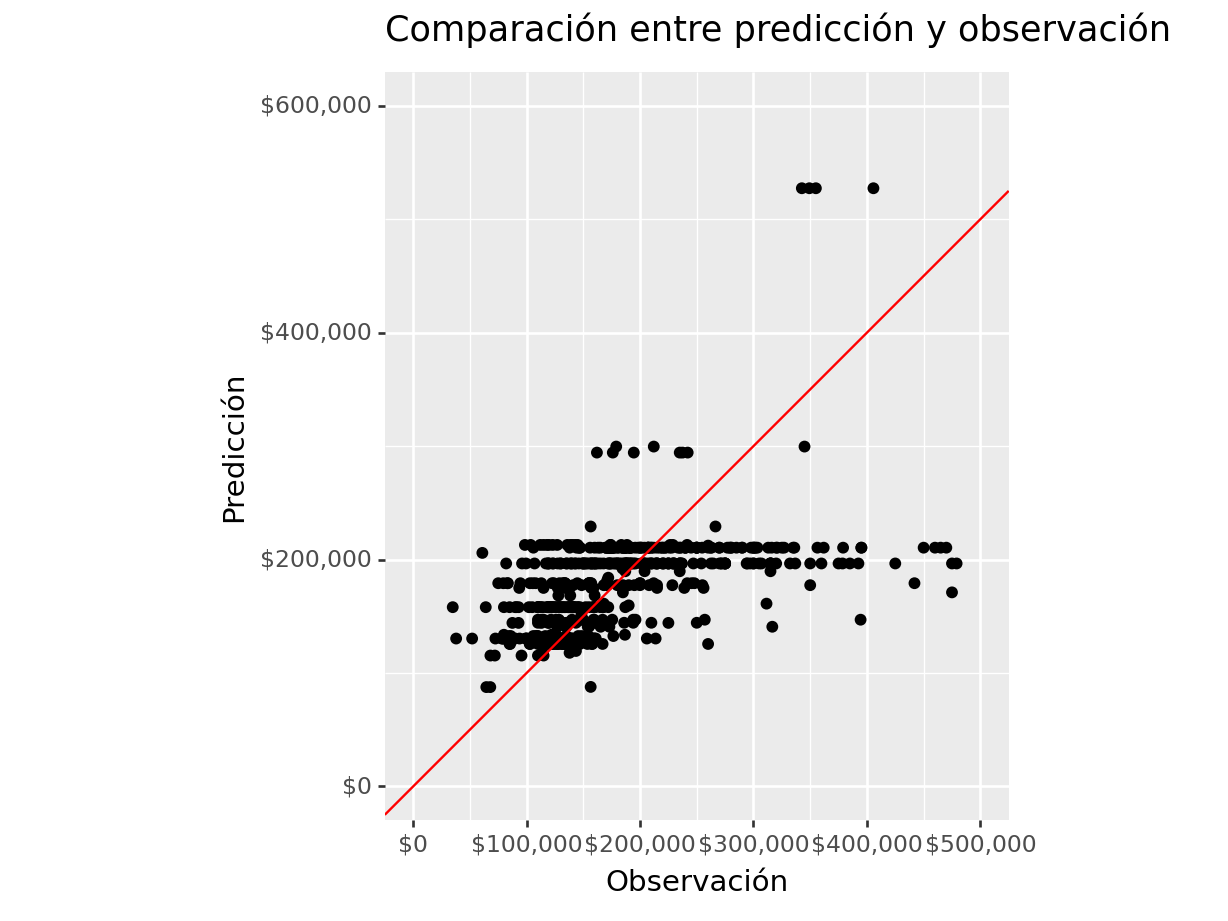 Comparación entre predicción y observación
$600,000
$400,000
$200,000
$0
Predicción
$0 $100,000 $200,000 $300,000 $400,000 $500,000
Observación